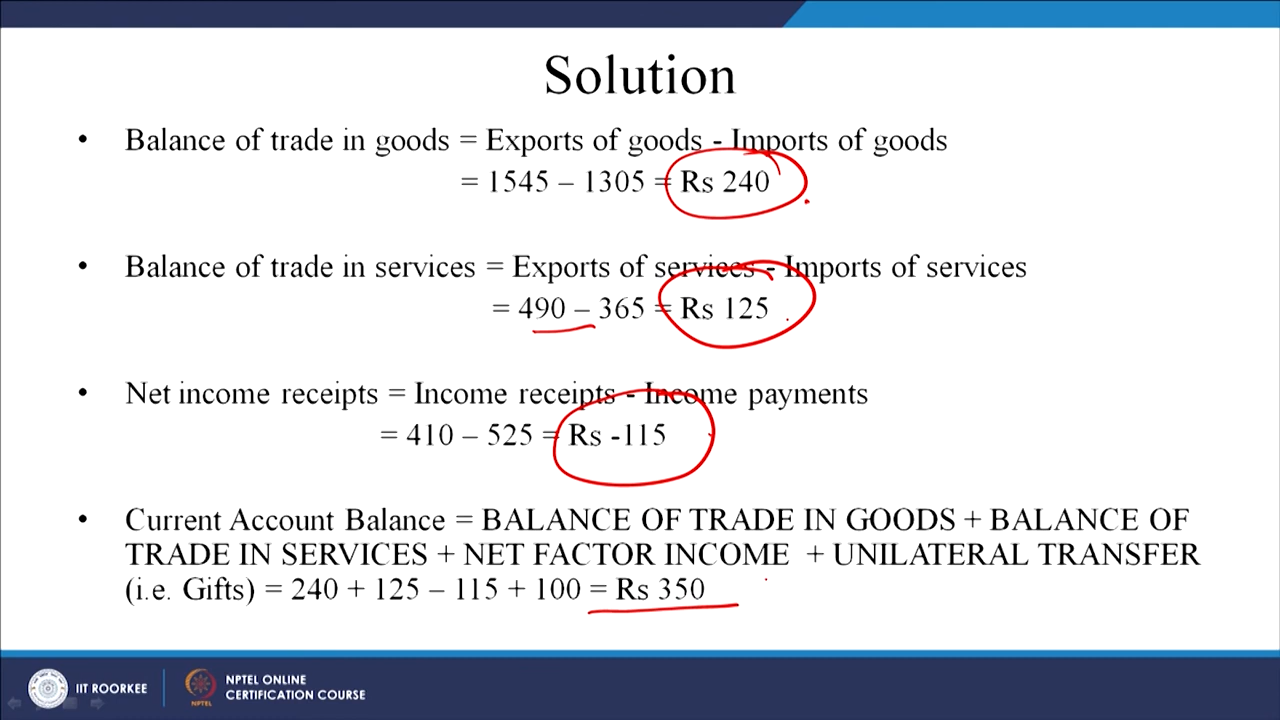 Solution
• Balance of trade in goods = Exports of goods - Imports of goods
= 1545 – 1305 = Rs 240
• Balance of trade in services = Exports of services - Imports of services
= 490 – 365 = Rs 125
• Net income receipts = Income receipts - Income payments
= 410 – 525 = Rs -115
• Current Account Balance = BALANCE OF TRADE IN GOODS + BALANCE OF
TRADE IN SERVICES + NET FACTOR INCOME + UNILATERAL TRANSFER
(i.e. Gifts) = 240 + 125 – 115 + 100 = Rs 350
IIT ROORKEE
NPTEL
NPTEL ONLINE
CERTIFICATION COURSE